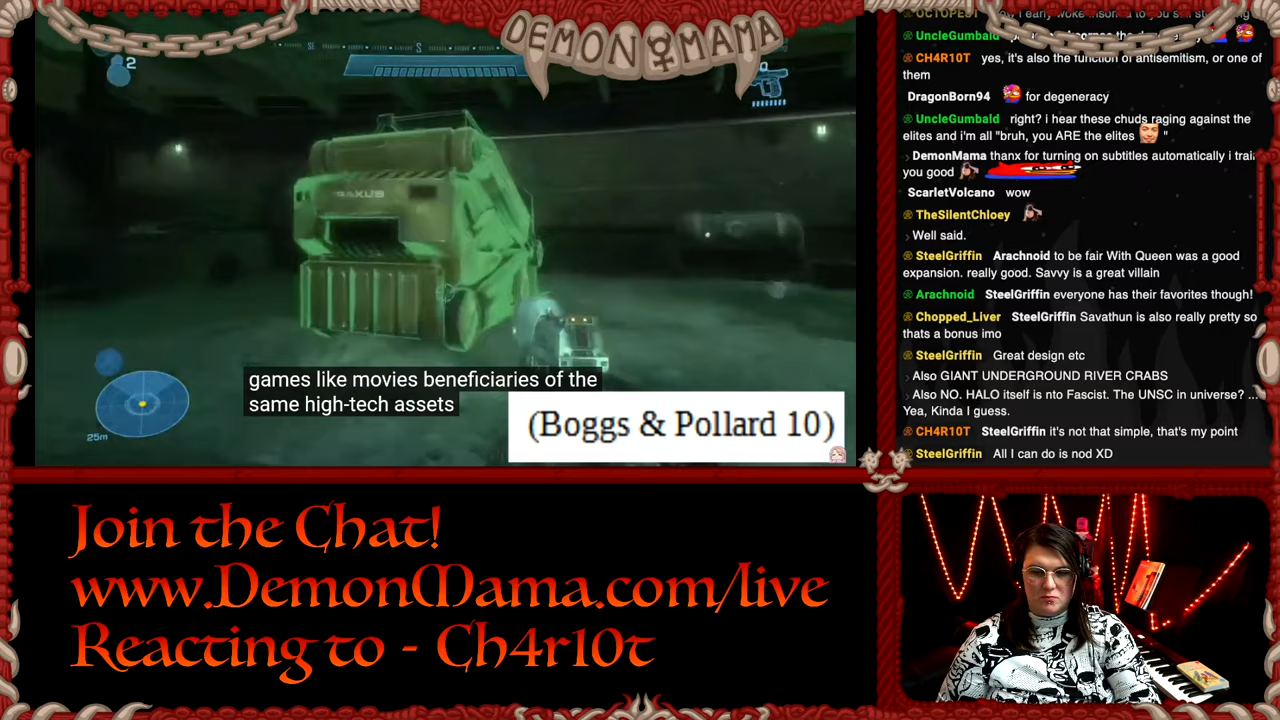 DEMON MAMA
SE
S
2
TRAXUS
25m
games like movies beneficiaries of the
same high-tech assets
(Boggs & Pollard 10)
UncleGumbald
CH4R10T yes, it's also the function of antisemitism, or one of
them
DragonBorn94 for degeneracy
UncleGumbald right? i hear these chuds raging against the
elites and i'm all "bruh, you ARE the elites "
DemonMama thanx for turning on subtitles automatically i train
you good
ScarletVolcano wow
TheSilentChloey
Well said.
SteelGriffin Arachnoid to be fair With Queen was a good
expansion. really good. Savvy is a great villain
Arachnoid SteelGriffin everyone has their favorites though!
Chopped_Liver SteelGriffin Savathun is also really pretty so
thats a bonus imo
SteelGriffin Great design etc
Also GIANT UNDERGROUND RIVER CRABS
Also NO. HALO itself is nto Fascist. The UNSC in universe? ...
Yea, Kinda I guess.
CH4R10T SteelGriffin it's not that simple, that's my point
SteelGriffin All I can do is nod XD
Join the Chat!
www.DemonMama.com/live
Reacting to - Ch4r10t